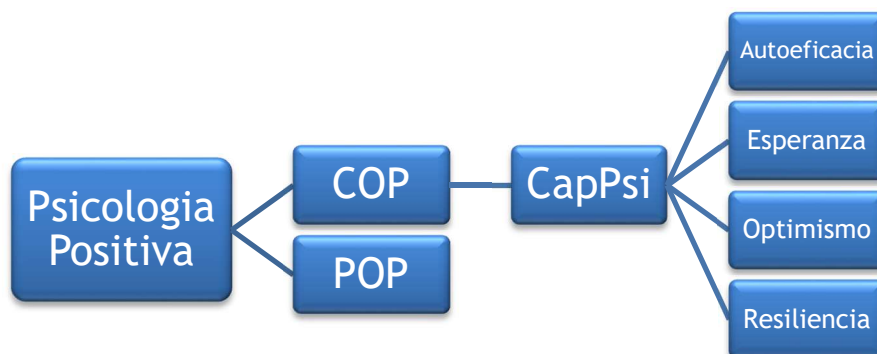 Psicologia
Positiva
COP
POP
CapPsi
Autoeficacia
Esperanza
Optimismo
Resiliencia